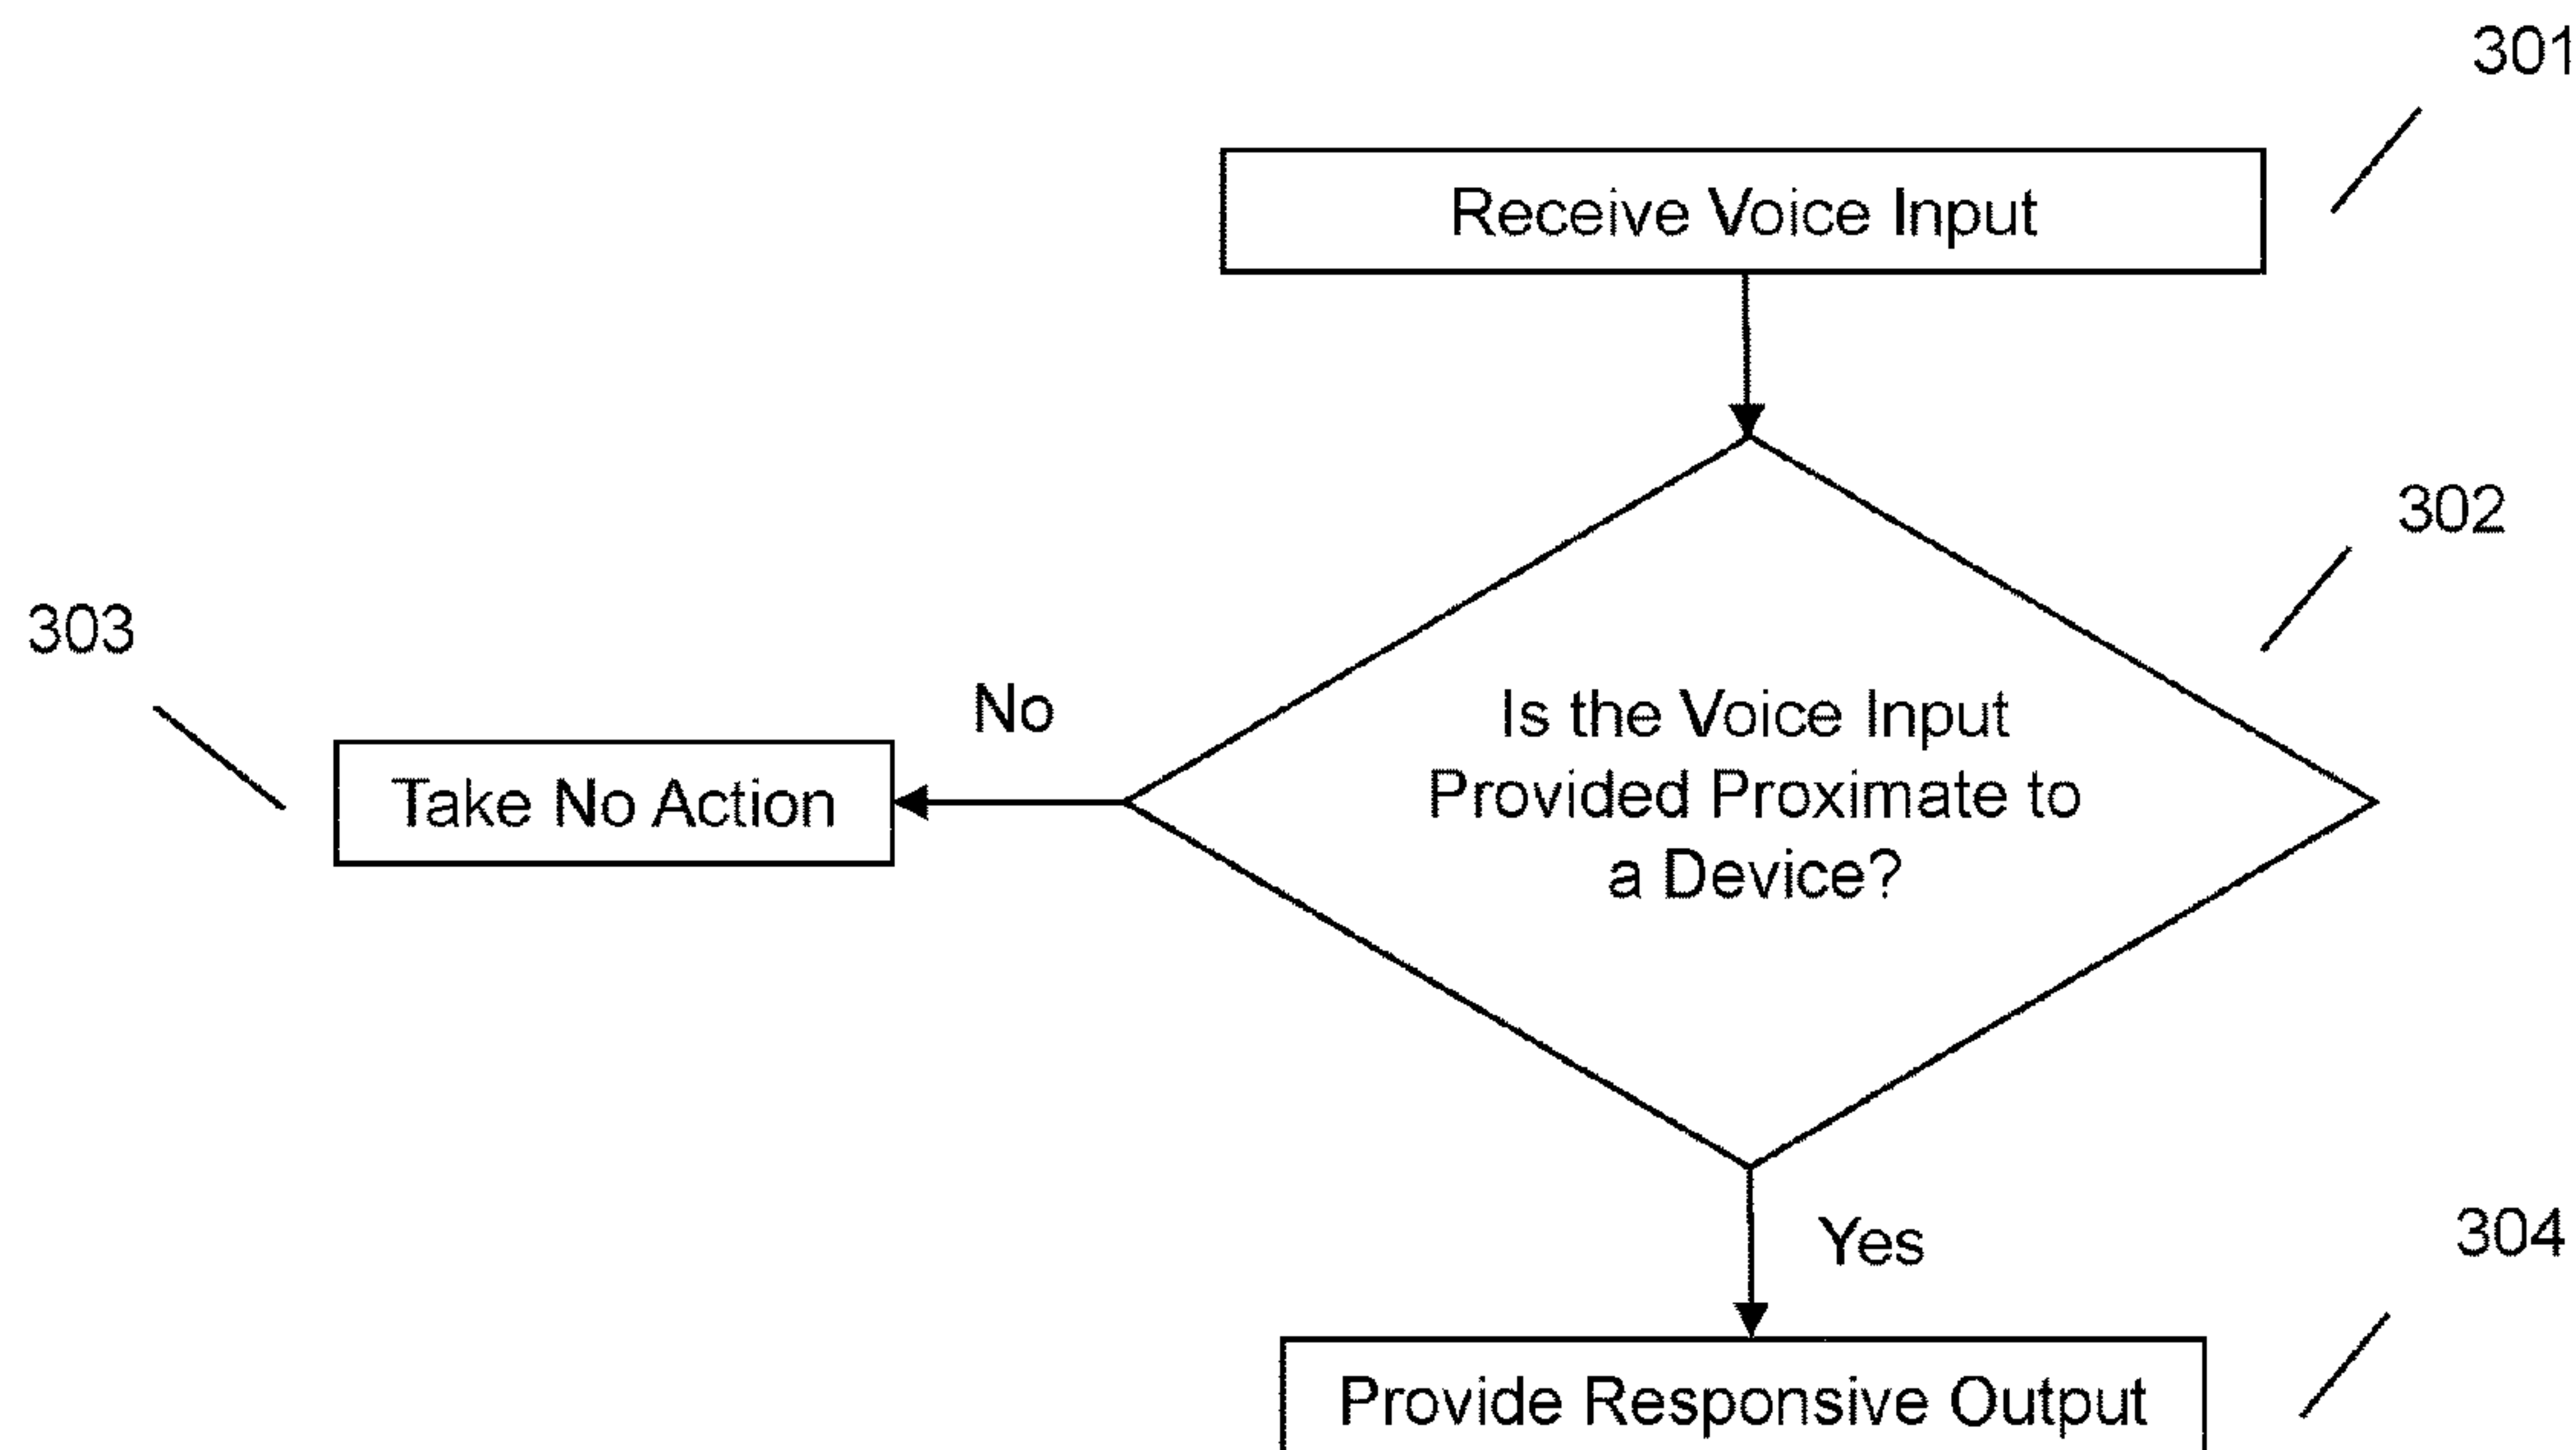 301
Receive Voice Input
302
303
No
Is the Voice Input
Provided Proximate to
a Device?
Take No Action
Yes
304
Provide Responsive Output